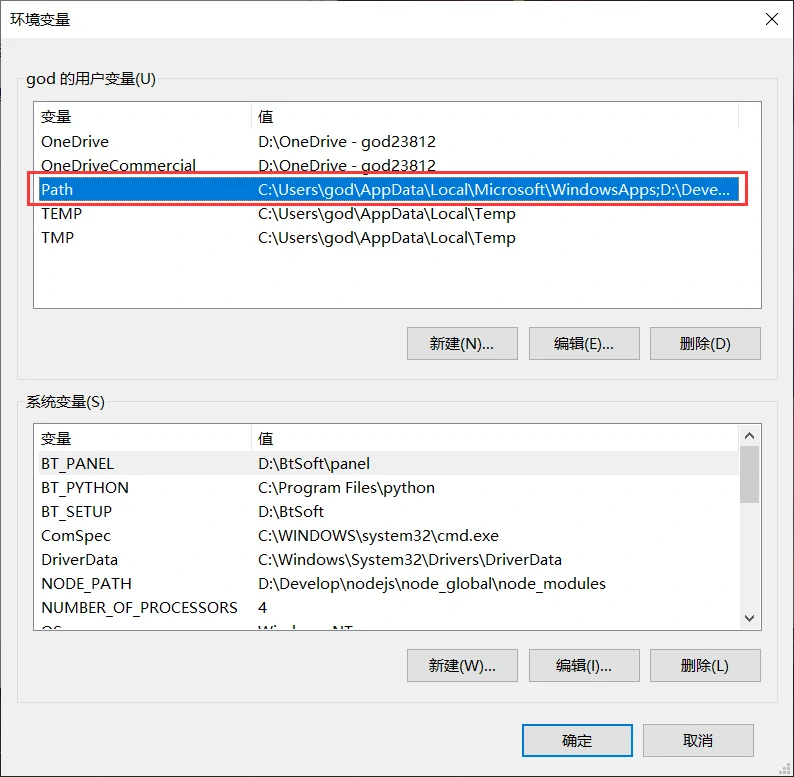 环境变量
god 的用户变量(U)
变量 值
OneDrive D:\OneDrive - god23812
OneDriveCommercial D:\OneDrive - god23812
Path C:\Users\god\AppData\Local\Microsoft\WindowsApps;D:\Deve...
TEMP C:\Users\god\AppData\Local\Temp
TMP C:\Users\god\AppData\Local\Temp
新建(N)... 编辑(E)... 删除(D)
系统变量(S)
变量 值
BT_PANEL D:\BtSoft\panel
BT_PYTHON C:\Program Files\python
BT_SETUP D:\BtSoft
ComSpec C:\WINDOWS\system32\cmd.exe
DriverData C:\Windows\System32\Drivers\DriverData
NODE_PATH D:\Develop\nodejs\node_global\node_modules
NUMBER_OF_PROCESSORS 4
OS Windows_NT
新建(W)... 编辑(I)... 删除(L)
确定 取消